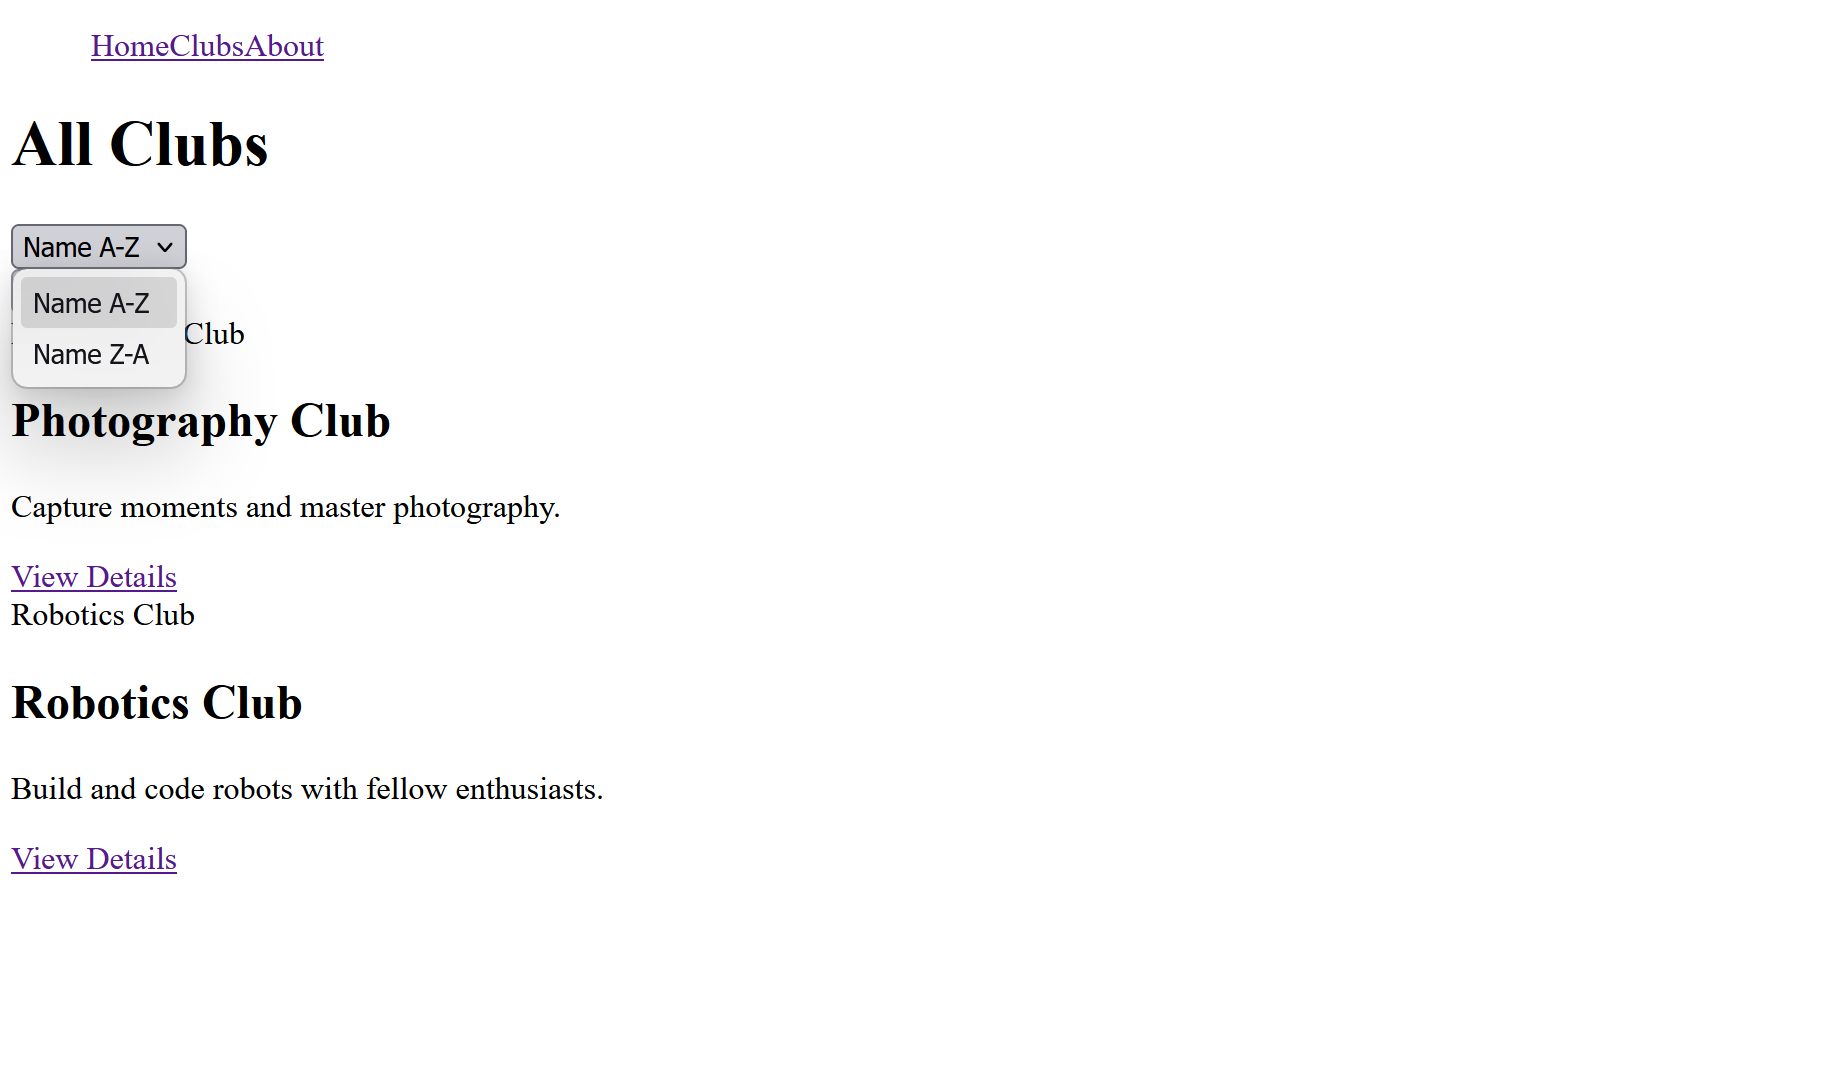 HomeClubsAbout
All Clubs
Name A-Z
Name A-Z
Name Z-A
Club
Photography Club
Capture moments and master photography.
View Details
Robotics Club
Robotics Club
Build and code robots with fellow enthusiasts.
View Details